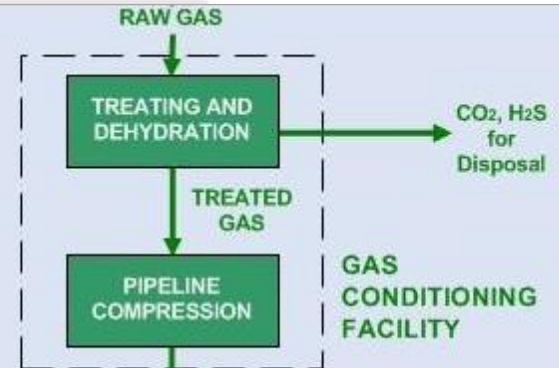 RAW GAS
TREATING AND
DEHYDRATION
CO2, H2S
for
Disposal
TREATED
GAS
PIPELINE
COMPRESSION
GAS
CONDITIONING
FACILITY